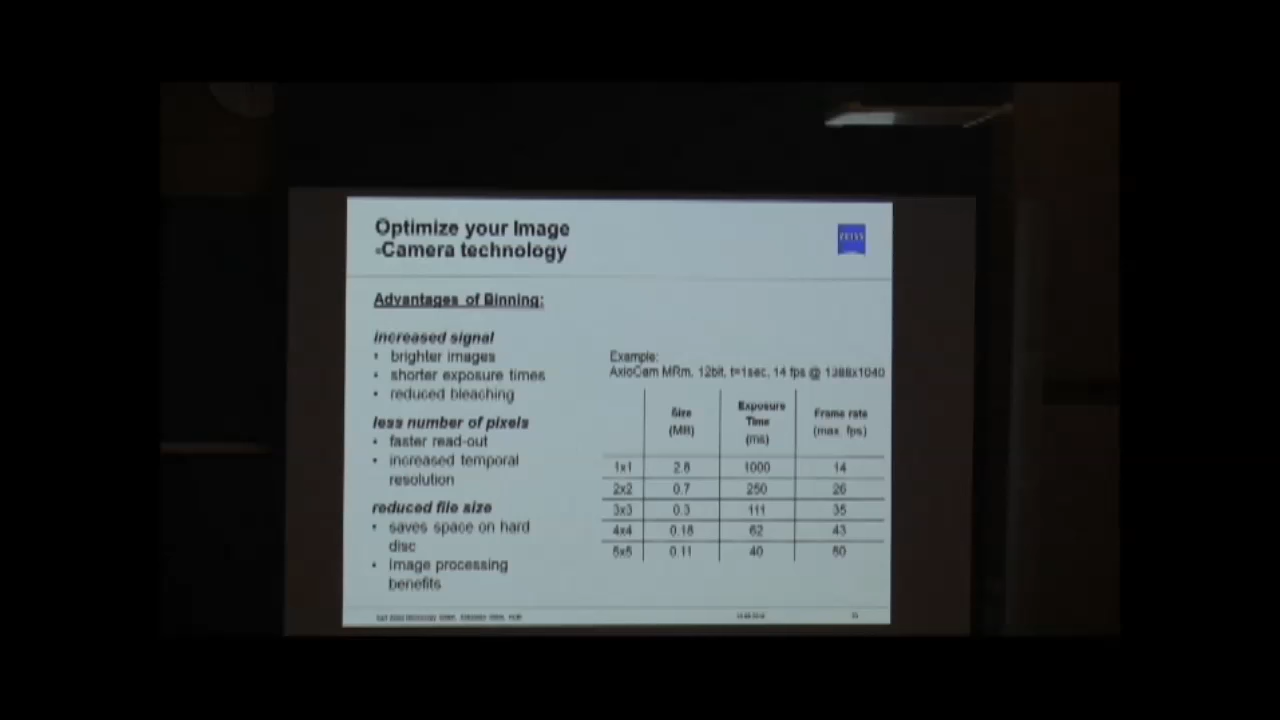 Optimize your Image
-Camera technology
ZEISS
Advantages of Binning:
increased signal
• brighter images
• shorter exposure times
• reduced bleaching
less number of pixels
• faster read-out
• increased temporal
resolution
reduced file size
• saves space on hard
disc
• Image processing
benefits
Example:
AxioCam MRm, 12bit, t=1sec, 14 fps @ 1388x1040
Size (MB) Exposure Time (ms) Frame rate (max fps)
1x1 2.8 1000 14
2x2 0.7 250 26
3x3 0.3 111 35
4x4 0.18 62 43
5x5 0.11 40 50